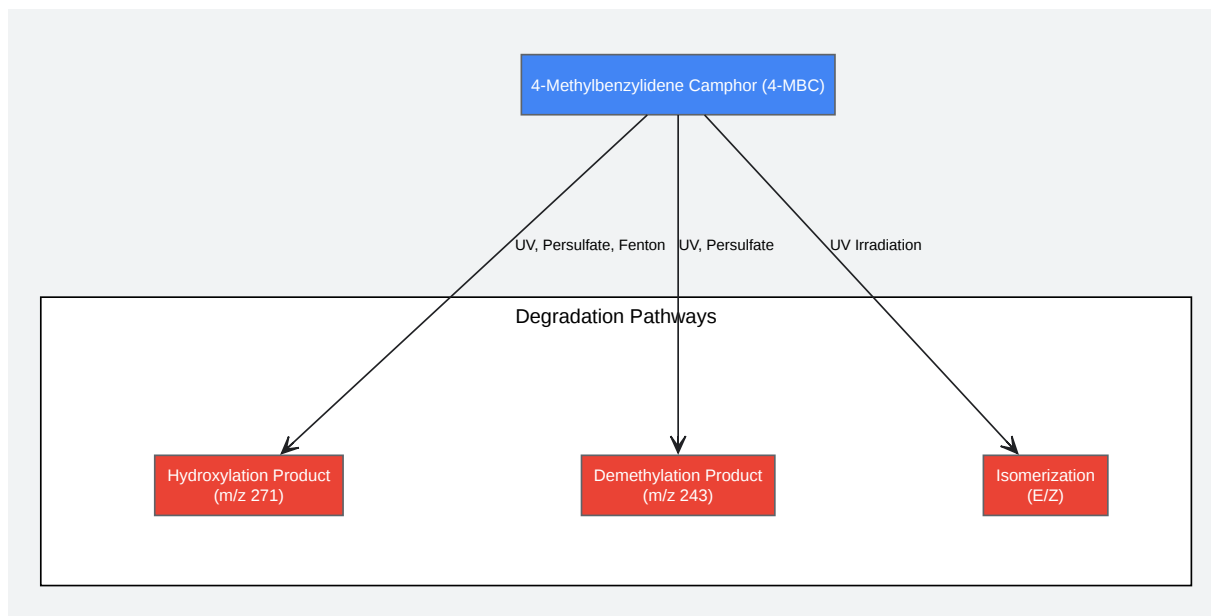 4-Methylbenzylidene Camphor (4-MBC)
UV, Persulfate, Fenton
UV, Persulfate
UV Irradiation
Degradation Pathways
Hydroxylation Product
(m/z 271)
Demethylation Product
(m/z 243)
Isomerization
(E/Z)